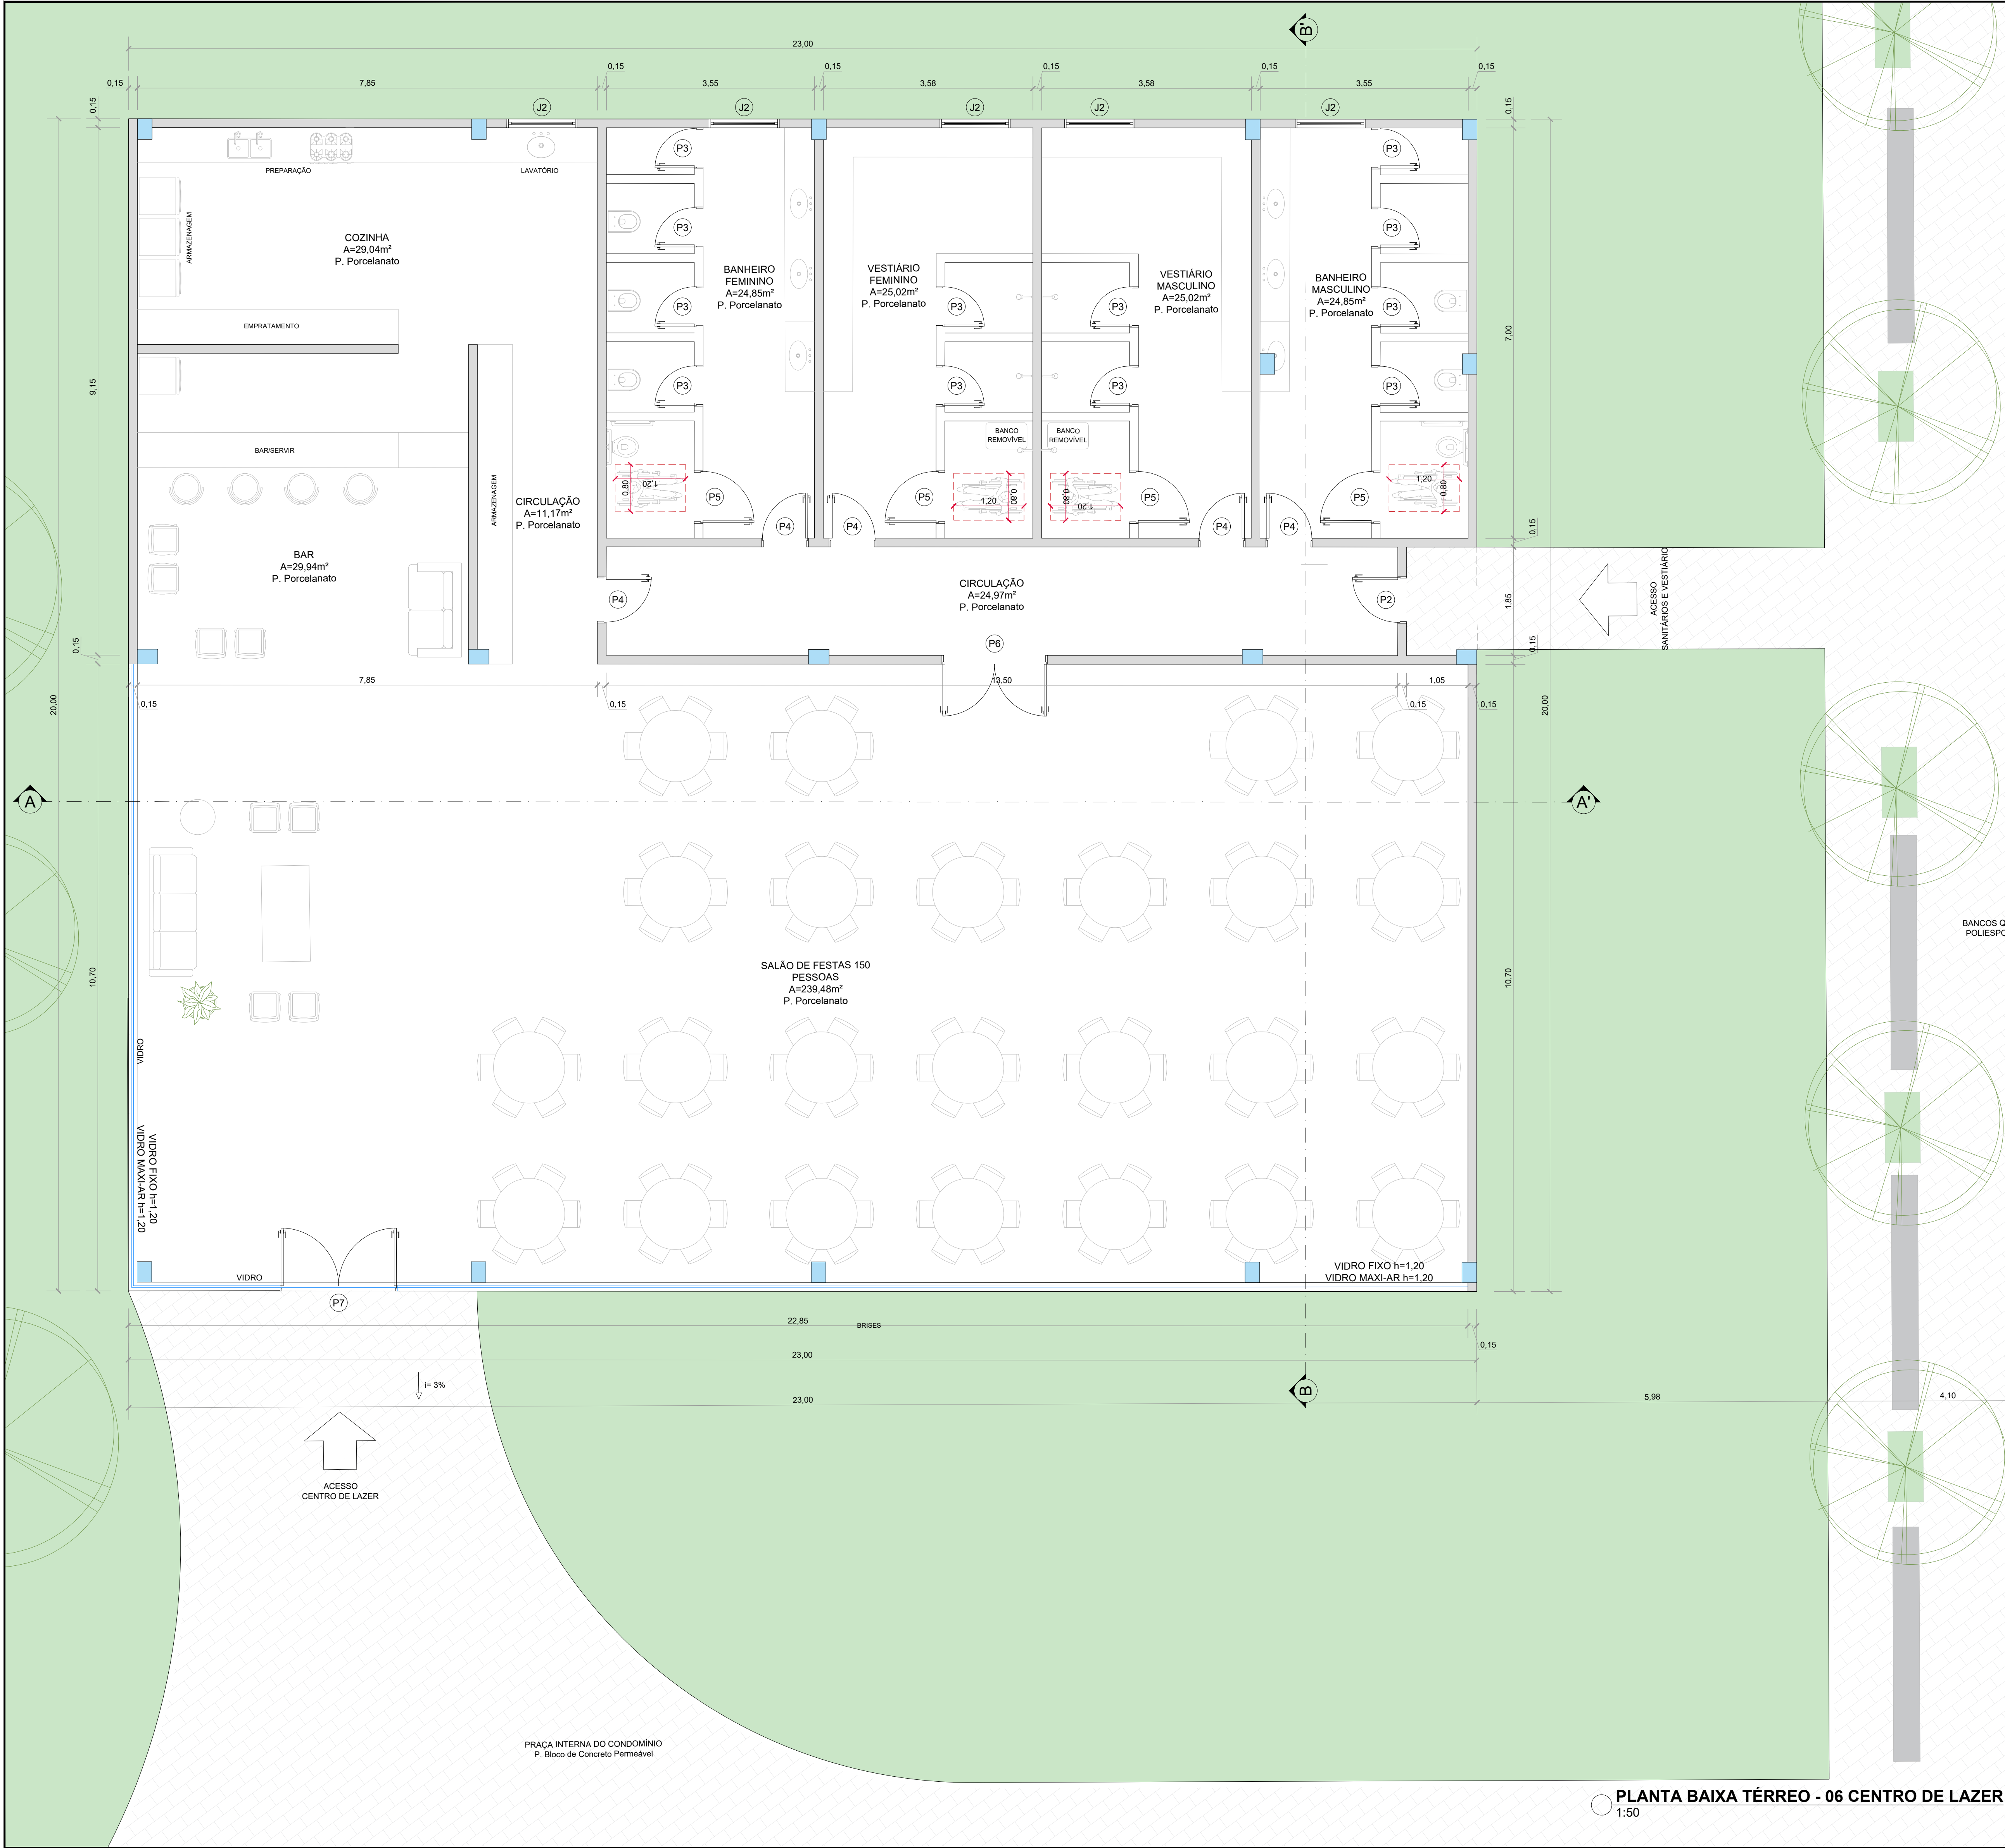 B'
23,00
0,15
7,85
0,15
3,55
0,15
3,58
0,15
3,58
0,15
3,55
0,15
0,15
J2
J2
J2
J2
J2
0,15
PREPARAÇÃO
LAVATÓRIO
ARMAZENAGEM
COZINHA
A=29,04m²
P. Porcelanato
EMPRATAMENTO
P3
P3
P3
P3
BANHEIRO
FEMININO
A=24,85m²
P. Porcelanato
VESTIÁRIO
FEMININO
A=25,02m²
P. Porcelanato
P3
P3
P3
P3
VESTIÁRIO
MASCULINO
A=25,02m²
P. Porcelanato
BANHEIRO
MASCULINO
A=24,85m²
P. Porcelanato
P3
P3
P3
P3
7,00
9,15
BAR/SERVIR
BANCO
REMOVÍVEL
BANCO
REMOVÍVEL
0,80
1,20
P5
P5
1,20
0,80
0,80
1,20
P5
P5
1,20
0,80
ARMAZENAGEM
CIRCULAÇÃO
A=11,17m²
P. Porcelanato
P4
P4
P4
P4
0,15
BAR
A=29,94m²
P. Porcelanato
P4
CIRCULAÇÃO
A=24,97m²
P. Porcelanato
P2
1,85
ACESSO
SANITÁRIOS E VESTIÁRIO
0,15
P6
0,15
7,85
13,50
1,05
0,15
0,15
0,15
0,15
20,00
20,00
A
A'
BANCOS Q
POLIESPO
SALÃO DE FESTAS 150
PESSOAS
A=239,48m²
P. Porcelanato
10,70
10,70
VIDRO
VIDRO FIXO h=1,20
VIDRO MAXI-AR h=1,20
VIDRO
P7
VIDRO FIXO h=1,20
VIDRO MAXI-AR h=1,20
22,85
BRISES
0,15
23,00
i= 3%
23,00
B
5,98
4,10
ACESSO
CENTRO DE LAZER
PRAÇA INTERNA DO CONDOMÍNIO
P. Bloco de Concreto Permeável
PLANTA BAIXA TÉRREO - 06 CENTRO DE LAZER
1:50